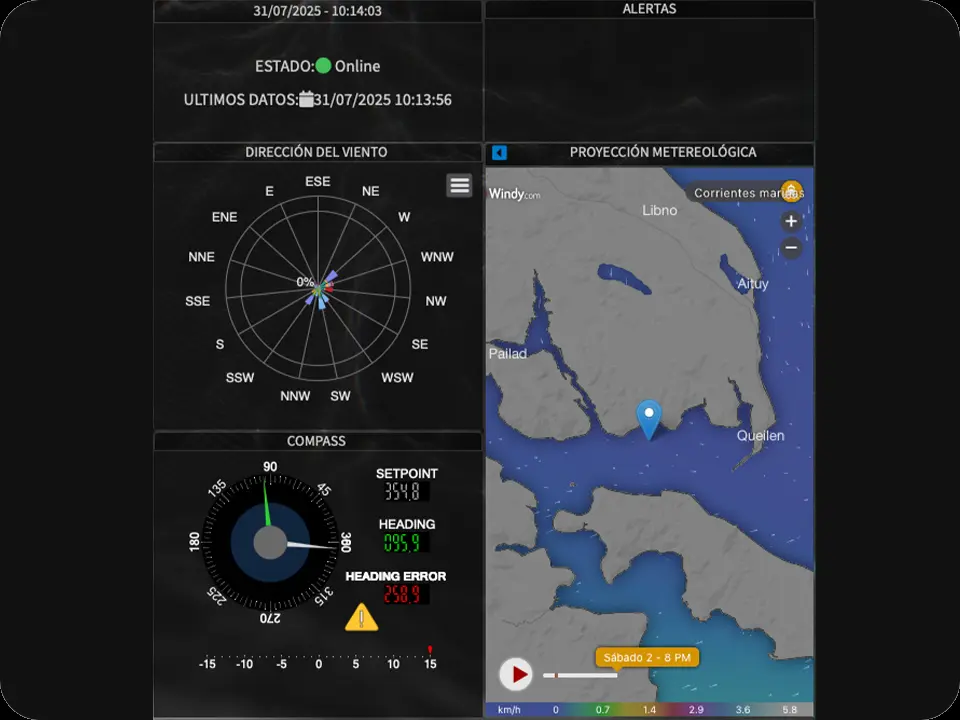 31/07/2025 - 10:14:03
ESTADO: Online
ULTIMOS DATOS: 31/07/2025 10:13:56
ALERTAS
DIRECCIÓN DEL VIENTO
ESE
E
NE
ENE
W
NNE
WNW
0%
SSE
NW
S
SE
SSW
WSW
NNW
SW
COMPASS
90
135
45
180
360
225
315
270
SETPOINT
354,8
HEADING
095,9
HEADING ERROR
258,9
-15 -10 -5 0 5 10 15
PROYECCIÓN METEREOLÓGICA
Windy.com
Corrientes marinas
Libno
+
Aituy
−
Pailad
Queilen
Sábado 2 - 8 PM
km/h 0 0.7 1.4 2.9 3.6 5.8